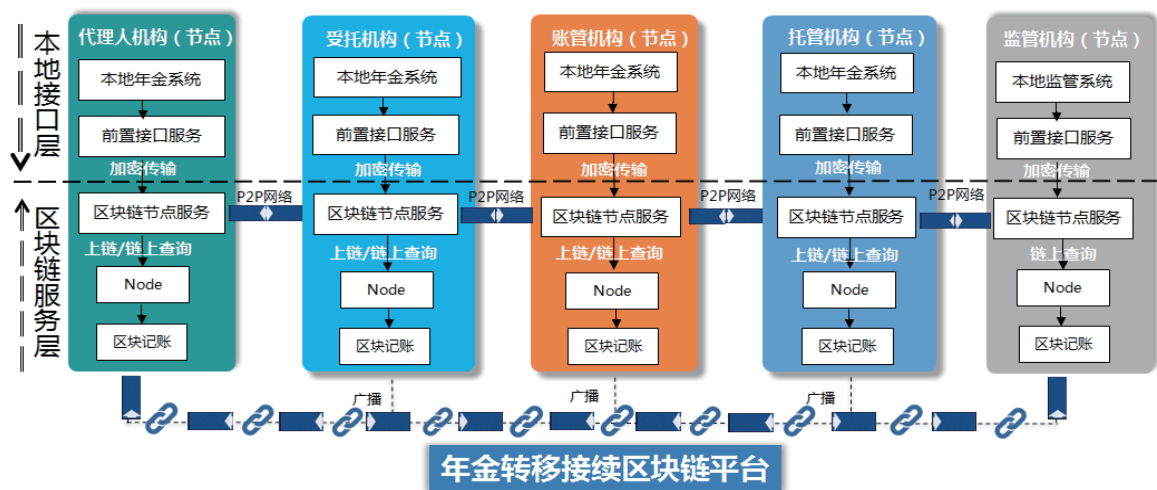 本地接口层
区块链服务层
代理人机构（节点）
本地年金系统
前置接口服务
加密传输
区块链节点服务
上链/链上查询
Node
区块记账
P2P网络
受托机构（节点）
本地年金系统
前置接口服务
加密传输
区块链节点服务
上链/链上查询
Node
区块记账
广播
P2P网络
账管机构（节点）
本地年金系统
前置接口服务
加密传输
区块链节点服务
上链/链上查询
Node
区块记账
广播
P2P网络
托管机构（节点）
本地年金系统
前置接口服务
加密传输
区块链节点服务
上链/链上查询
Node
区块记账
广播
P2P网络
监管机构（节点）
本地监管系统
前置接口服务
加密传输
区块链节点服务
链上查询
Node
区块记账
年金转移接续区块链平台